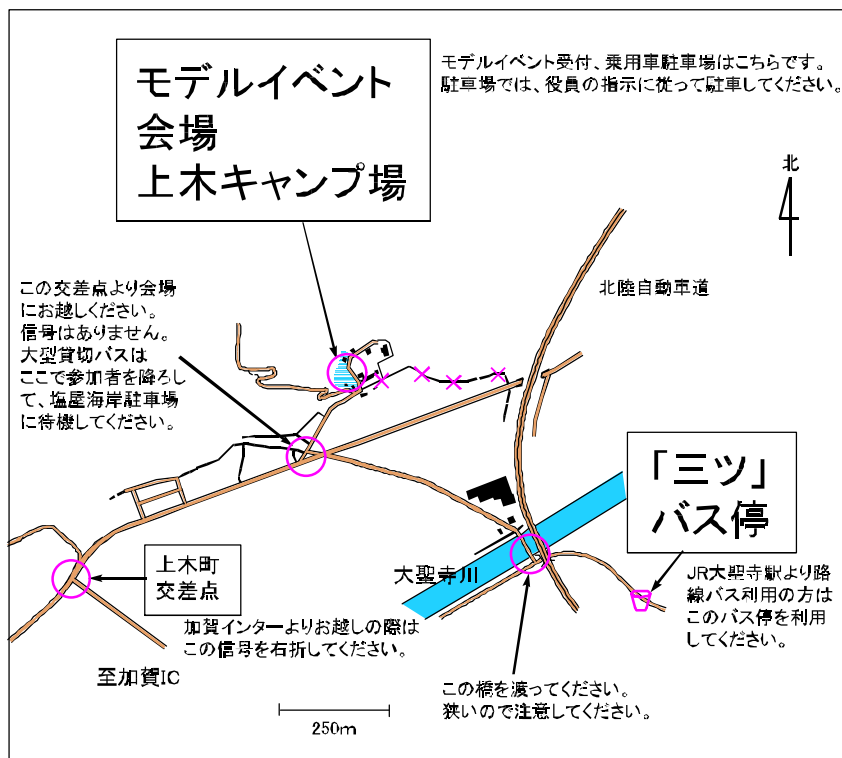 モデルイベント
会場
上木キャンプ場
モデルイベント受付、乗用車駐車場はこちらです。
駐車場では、役員の指示に従って駐車してください。
北
北陸自動車道
この交差点より会場
にお越しください。
信号はありません。
大型貸切バスは
ここで参加者を降ろし
て、塩屋海岸駐車場
に待機してください。
「三ツ」
バス停
JR大聖寺駅より路
線バス利用の方は
このバス停を利用
してください。
大聖寺川
上木町
交差点
加賀インターよりお越しの際は
この信号を右折してください。
至加賀IC
この橋を渡ってください。
狭いので注意してください。
250m